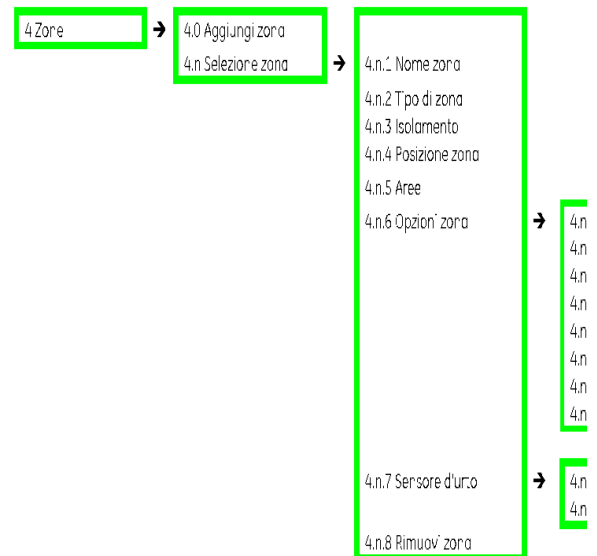 4 Zone
4.0 Aggiungi zona
4.n Selezione zona
4.n.1 Nome zona
4.n.2 Tipo di zona
4.n.3 Isolamento
4.n.4 Posizione zona
4.n.5 Aree
4.n.6 Opzioni zona
4.n
4.n
4.n
4.n
4.n
4.n
4.n
4.n
4.n.7 Sensore d'urto
4.n
4.n
4.n.8 Rimuovi zona